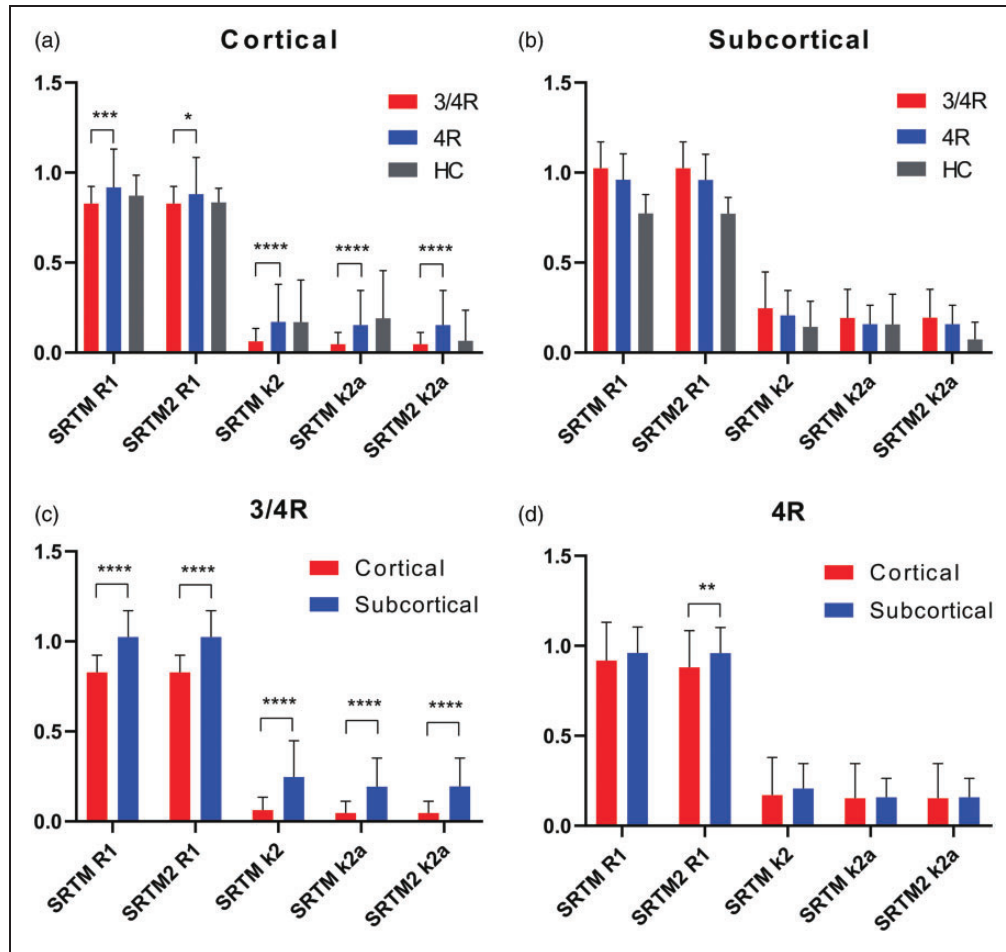 (a) Cortical
1.5
1.0
0.5
0.0
3/4R
4R
HC
*** * **** **** ****
SRTM R1
SRTM2 R1
SRTM k2
SRTM k2a
SRTM2 k2a
(b) Subcortical
1.5
1.0
0.5
0.0
3/4R
4R
HC
SRTM R1
SRTM2 R1
SRTM k2
SRTM k2a
SRTM2 k2a
(c) 3/4R
1.5
1.0
0.5
0.0
Cortical
Subcortical
**** **** **** **** ****
SRTM R1
SRTM2 R1
SRTM k2
SRTM k2a
SRTM2 k2a
(d) 4R
1.5
1.0
0.5
0.0
Cortical
Subcortical
**
SRTM R1
SRTM2 R1
SRTM k2
SRTM k2a
SRTM2 k2a